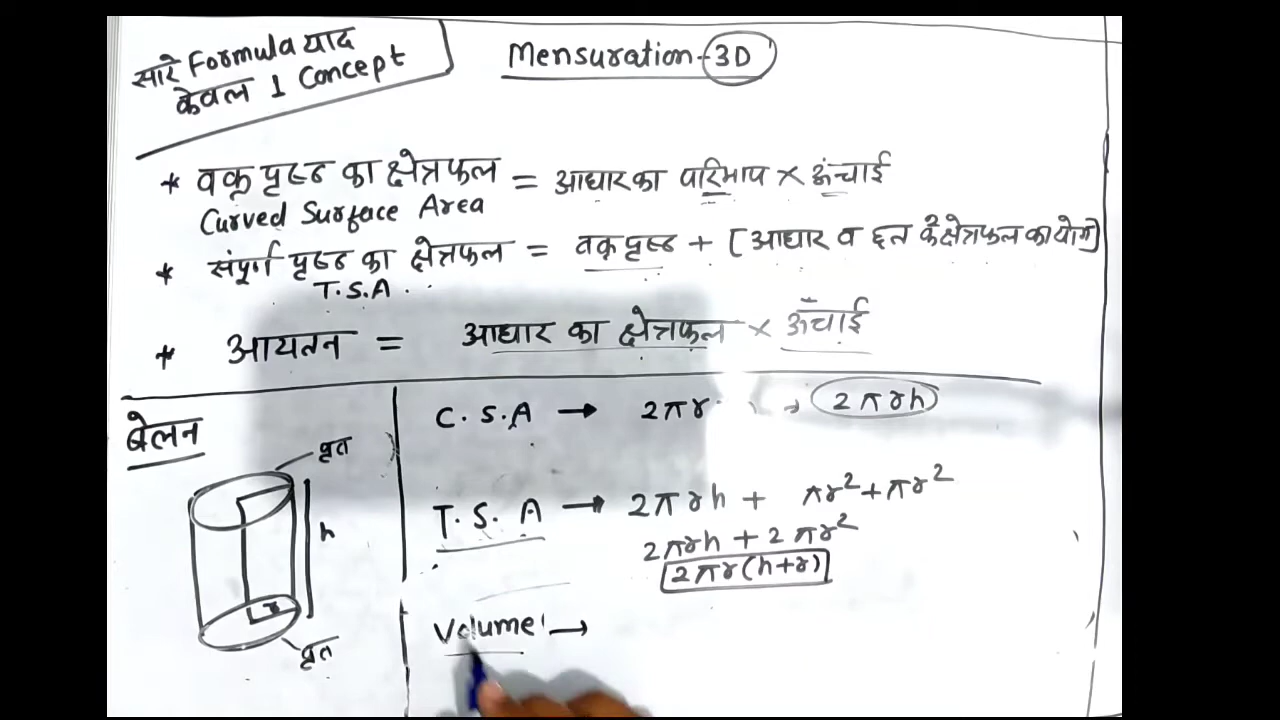 सारे Formula याद
केवल 1 Concept
Mensuration-3D
* वक्र पृष्ठ का क्षेत्रफल = आधार का परिमाप × ऊंचाई
Curved Surface Area
* संपूर्ण पृष्ठ का क्षेत्रफल = वक्र पृष्ठ + [आधार व छत के क्षेत्रफल का योग]
T.S.A.
* आयतन = आधार का क्षेत्रफल × ऊँचाई
बेलन
वृत
h
r
वृत
C.S.A → 2πr 2πrh
T.S.A → 2πrh + πr²+πr²
2πrh + 2πr²
2πr(h+r)
Volume →